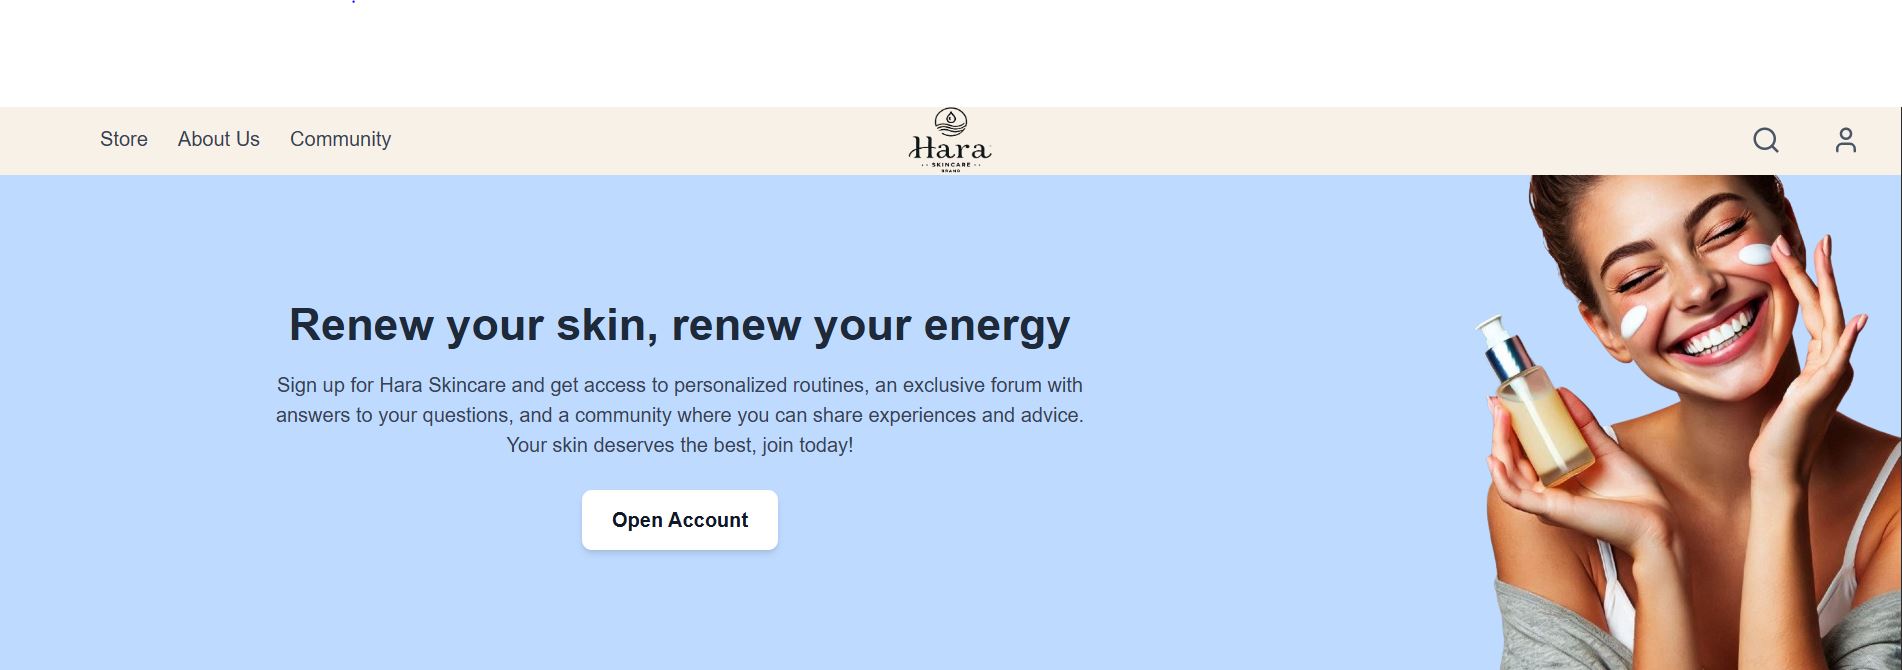 Store About Us Community
Hara
SKINCARE
BRAND
Renew your skin, renew your energy
Sign up for Hara Skincare and get access to personalized routines, an exclusive forum with
answers to your questions, and a community where you can share experiences and advice.
Your skin deserves the best, join today!
Open Account